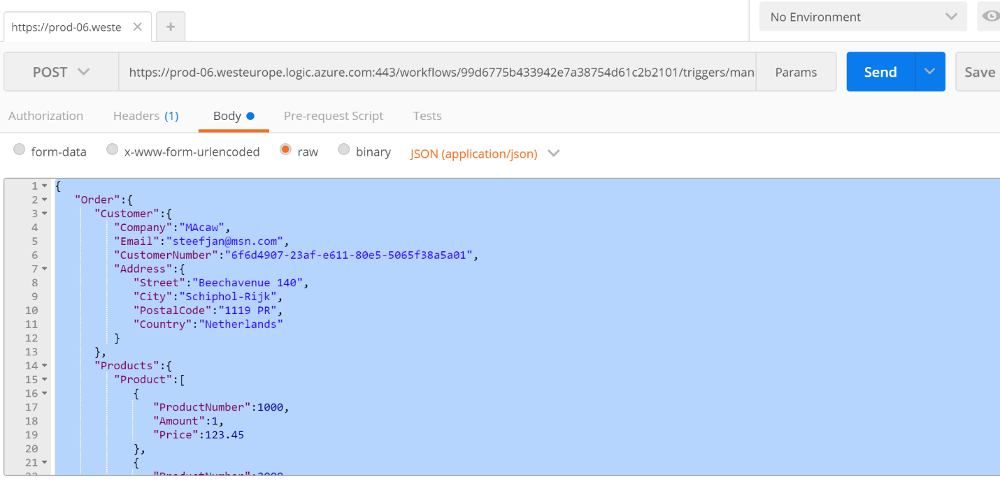 https://prod-06.weste × +
No Environment
POST https://prod-06.westeurope.logic.azure.com:443/workflows/99d6775b433942e7a38754d61c2b2101/triggers/man Params Send Save
Authorization Headers (1) Body Pre-request Script Tests
form-data x-www-form-urlencoded raw binary JSON (application/json)
1 {
2 "Order":{
3 "Customer":{
4 "Company":"MAcaw",
5 "Email":"steefjan@msn.com",
6 "CustomerNumber":"6f6d4907-23af-e611-80e5-5065f38a5a01",
7 "Address":{
8 "Street":"Beechavenue 140",
9 "City":"Schiphol-Rijk",
10 "PostalCode":"1119 PR",
11 "Country":"Netherlands"
12 }
13 },
14 "Products":{
15 "Product":[
16 {
17 "ProductNumber":1000,
18 "Amount":1,
19 "Price":123.45
20 },
21 {